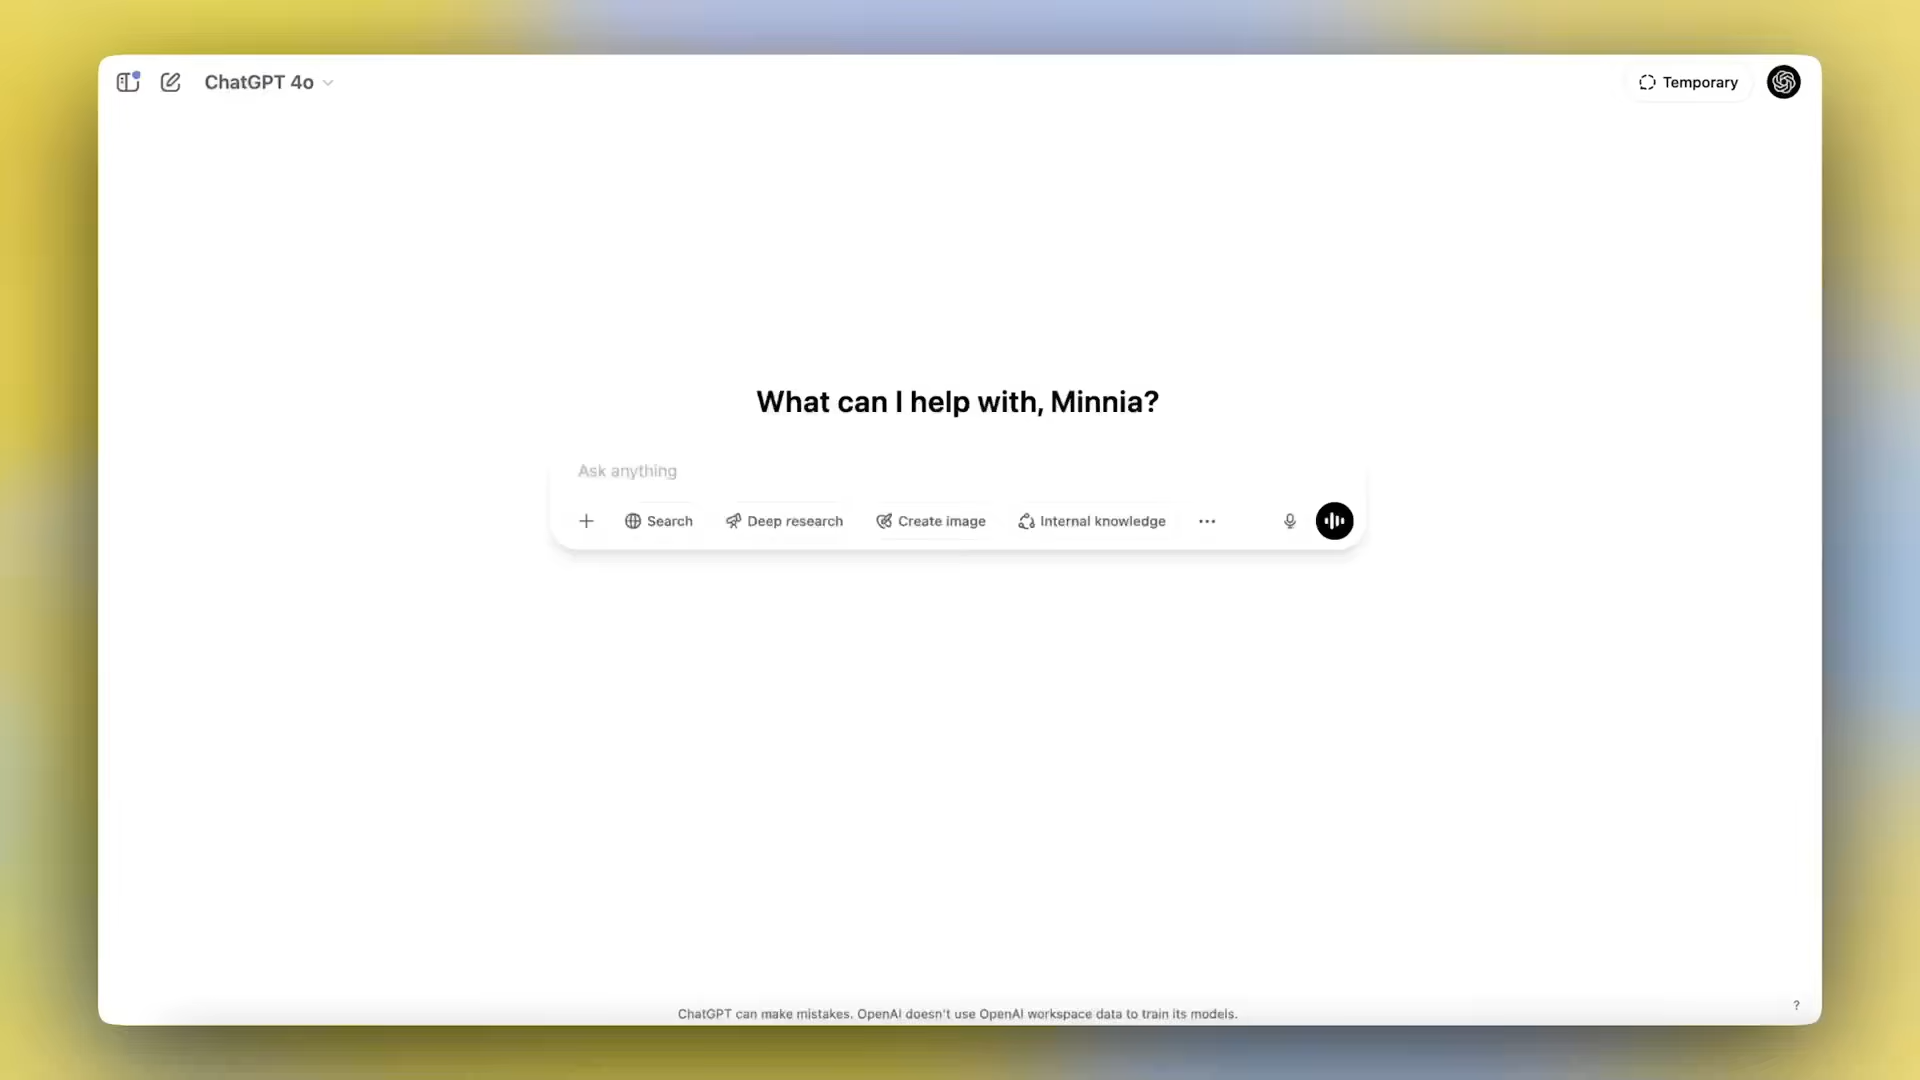 ChatGPT 4o
Temporary
What can I help with, Minnia?
Ask anything
Search
Deep research
Create image
Internal knowledge
ChatGPT can make mistakes. OpenAI doesn't use OpenAI workspace data to train its models.
?